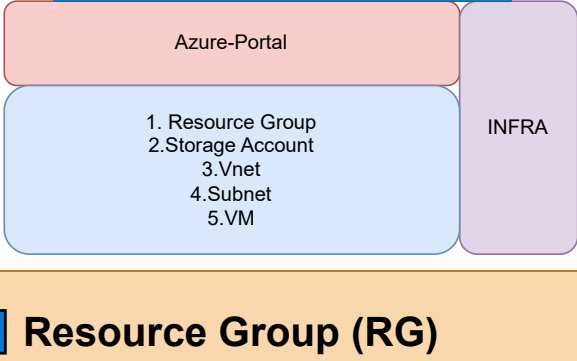 Azure-Portal
1. Resource Group
2.Storage Account
3.Vnet
4.Subnet
5.VM
INFRA
Resource Group (RG)